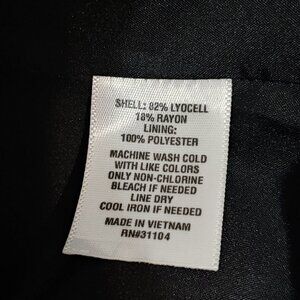 SHELL: 82% LYOCELL
18% RAYON
LINING:
100% POLYESTER
MACHINE WASH COLD
WITH LIKE COLORS
ONLY NON-CHLORINE
BLEACH IF NEEDED
LINE DRY
COOL IRON IF NEEDED
MADE IN VIETNAM
RN#31104